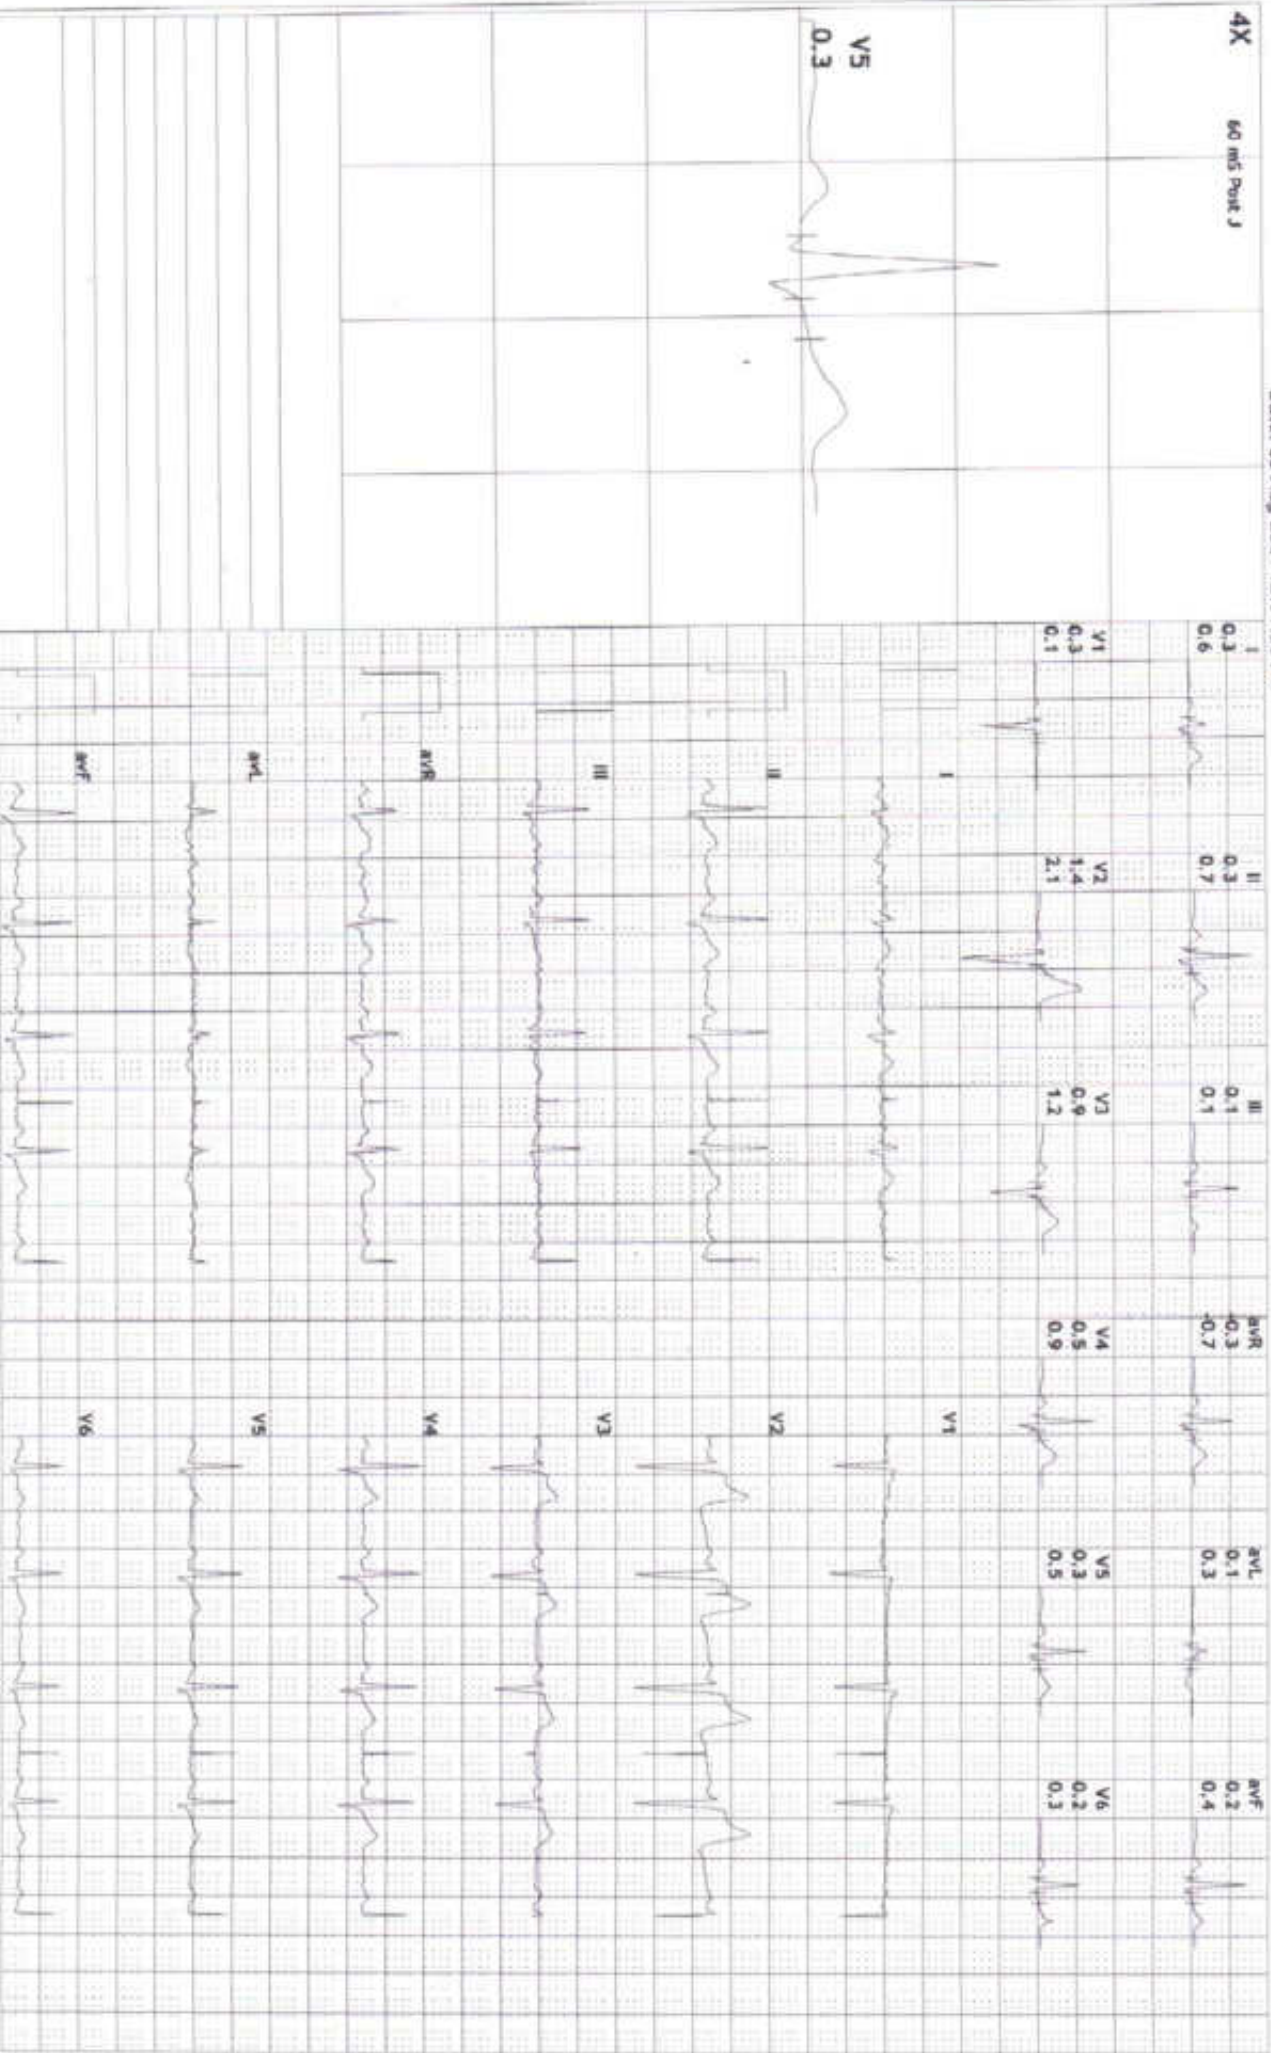 4X 60 mS Post J
V5
0.3
I II III avR avL avF
0.3 0.3 0.1 -0.3 0.1 0.2
0.6 0.7 0.1 -0.7 0.3 0.4
V1 V2 V3 V4 V5 V6
0.3 1.4 0.9 0.5 0.3 0.2
0.1 2.1 1.2 0.9 0.5 0.3
I V1
II V2
III V3
avR V4
avL V5
avF V6